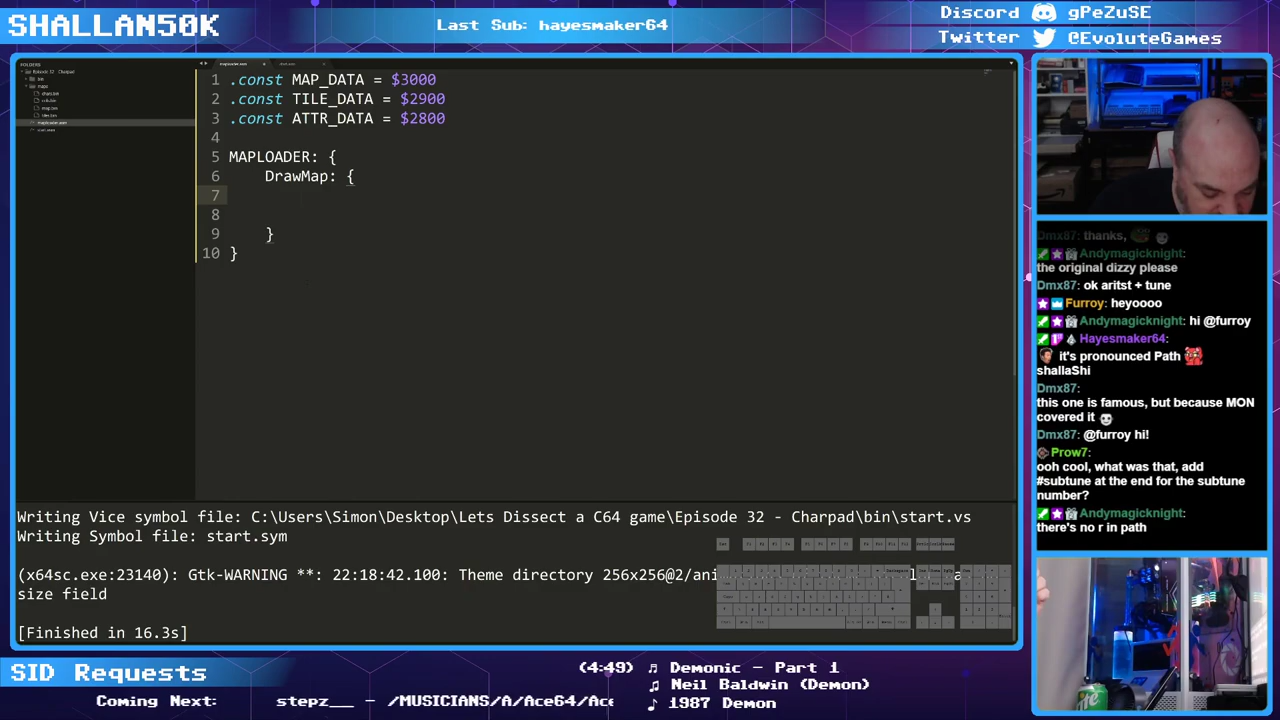 SHALLAN50K
Last Sub: hayesmaker64
Discord gPeZuSE
Twitter @EvoluteGames
FOLDERS
1 .const MAP_DATA = $3000
2 .const TILE_DATA = $2900
3 .const ATTR_DATA = $2800
4
5 MAPLOADER: {
6 DrawMap: {
7
8
9 }
10 }
Dmx87: thanks,
Andymagicknight:
the original dizzy please
Dmx87: ok aritst + tune
Furroy: heyoooo
Andymagicknight: hi @furroy
Hayesmaker64:
it's pronounced Path
shallaShi
Dmx87:
this one is famous, but because MON
covered it
Dmx87: @furroy hi!
Prow7:
ooh cool, what was that, add
#subtune at the end for the subtune
number?
Andymagicknight:
there's no r in path
Writing Vice symbol file: C:\Users\Simon\Desktop\Lets Dissect a C64 game\Episode 32 - Charpad\bin\start.vs
Writing Symbol file: start.sym
(x64sc.exe:23140): Gtk-WARNING **: 22:18:42.100: Theme directory 256x256@2/ani
size field
[Finished in 16.3s]
SID Requests
(4:49) ♫ Demonic - Part 1
♫ Neil Baldwin (Demon)
♪ 1987 Demon
Coming Next: stepz__ - /MUSICIANS/A/Ace64/Ace